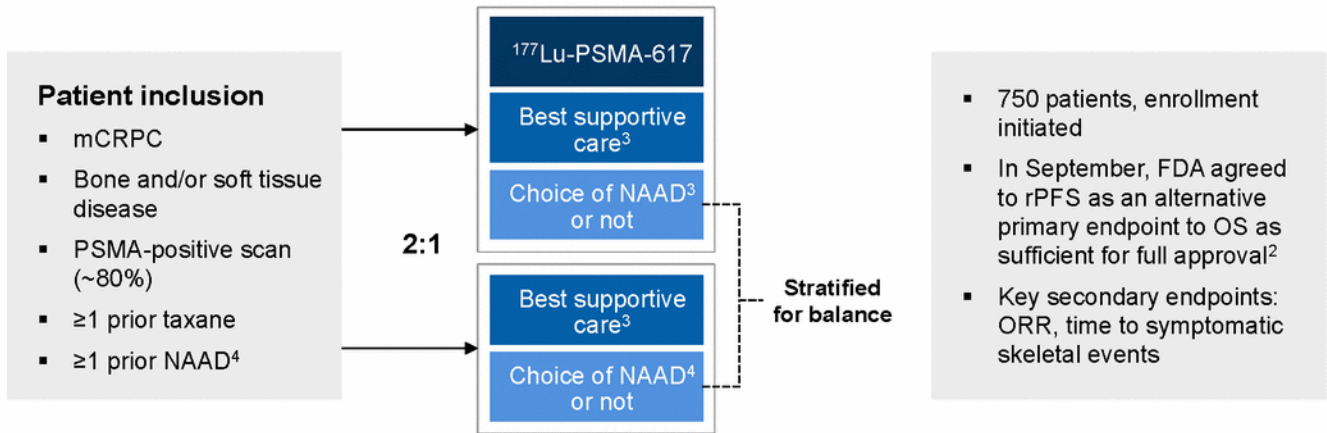 Patient inclusion
▪ mCRPC
▪ Bone and/or soft tissue
disease
▪ PSMA-positive scan
(~80%)
▪ ≥1 prior taxane
▪ ≥1 prior NAAD⁴
2:1
¹⁷⁷Lu-PSMA-617
Best supportive
care³
Choice of NAAD³
or not
Best supportive
care³
Choice of NAAD⁴
or not
Stratified
for balance
▪ 750 patients, enrollment
initiated
▪ In September, FDA agreed
to rPFS as an alternative
primary endpoint to OS as
sufficient for full approval²
▪ Key secondary endpoints:
ORR, time to symptomatic
skeletal events